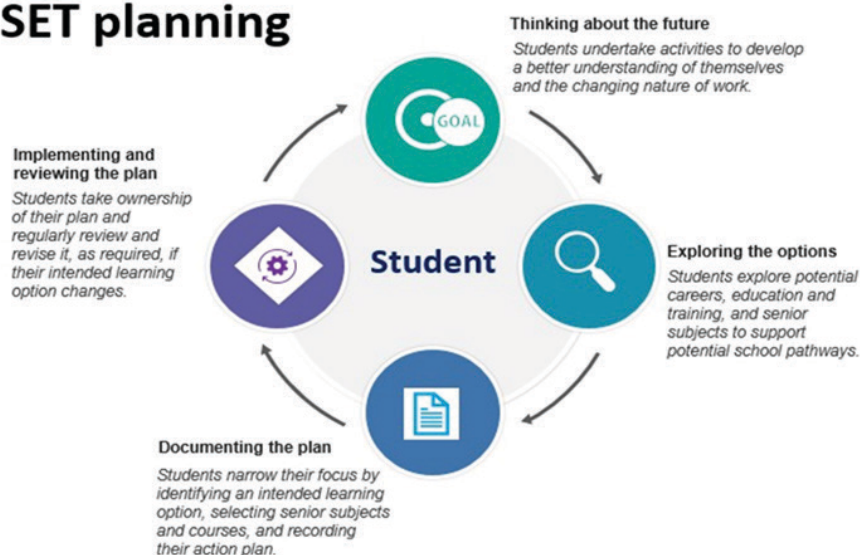 SET planning
Thinking about the future
Students undertake activities to develop
a better understanding of themselves
and the changing nature of work.
GOAL
Implementing and
reviewing the plan
Students take ownership
of their plan and
regularly review and
revise it, as required, if
their intended learning
option changes.
Student
Exploring the options
Students explore potential
careers, education and
training, and senior
subjects to support
potential school pathways.
Documenting the plan
Students narrow their focus by
identifying an intended learning
option, selecting senior subjects
and courses, and recording
their action plan.